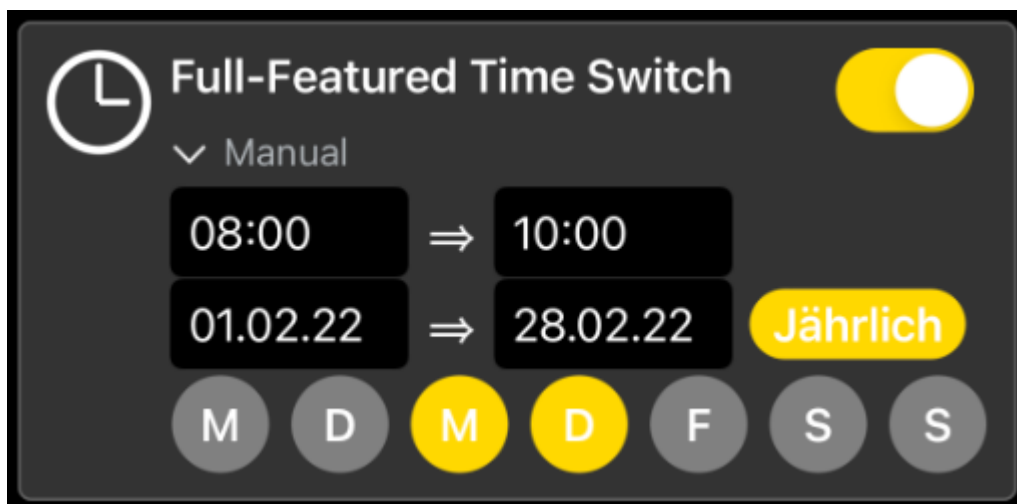 Full-Featured Time Switch
Manual
08:00 ⇒ 10:00
01.02.22 ⇒ 28.02.22 Jährlich
M D M D F S S